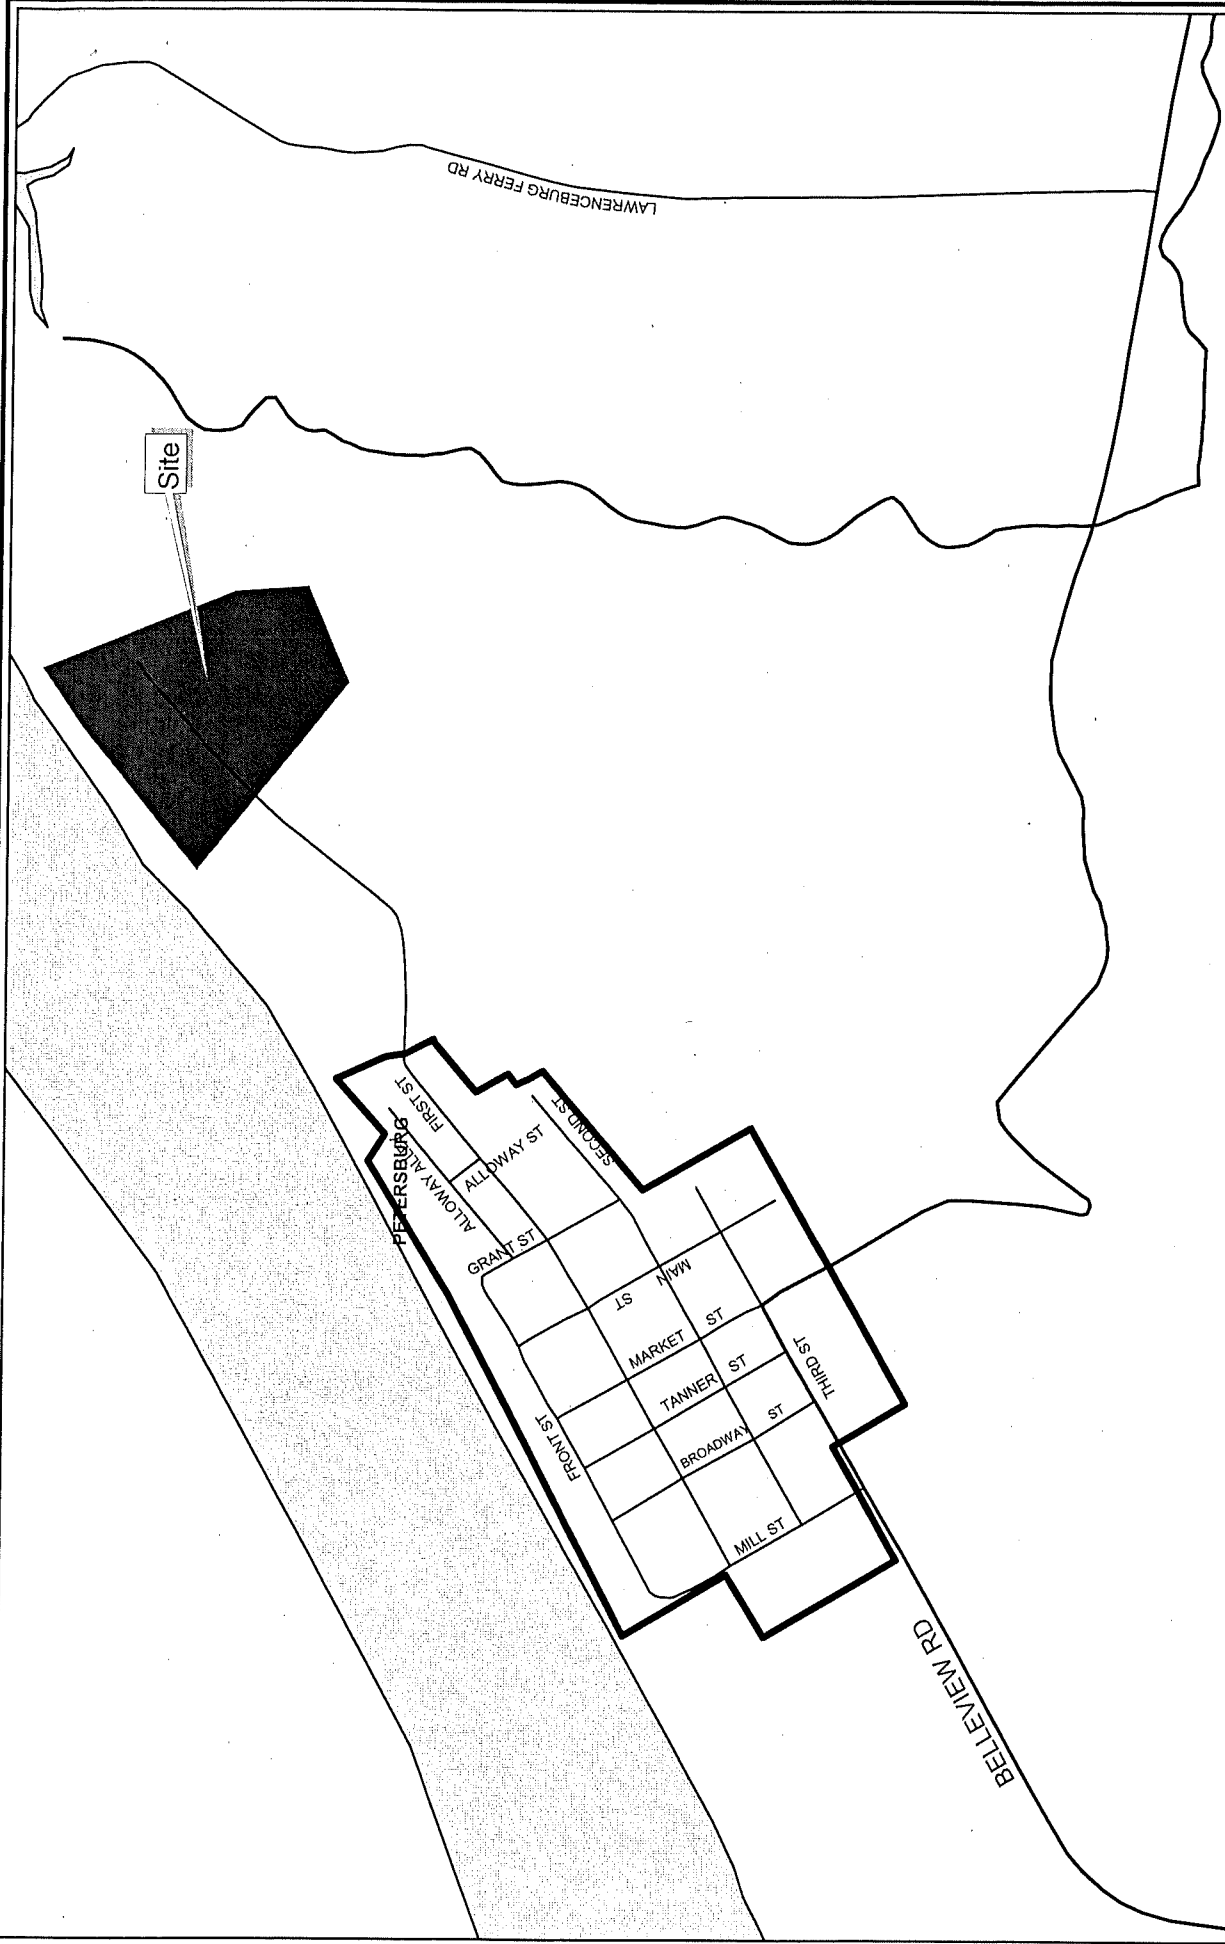 Site
LAWRENCEBURG FERRY RD
PETERSBURG
FIRST ST
ALLOWAY ALLY
ALLOWAY ST
SECOND ST
GRANT ST
MAIN ST
MARKET ST
TANNER ST
BROADWAY ST
FRONT ST
THIRD ST
MILL ST
BELLEVIEW RD